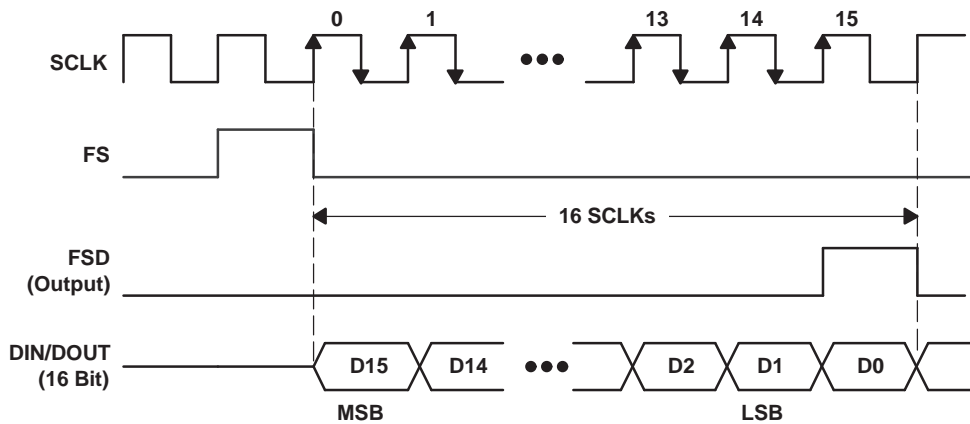 0 1 13 14 15
SCLK
FS
16 SCLKs
FSD
(Output)
DIN/DOUT
(16 Bit)
D15 D14 D2 D1 D0
MSB LSB